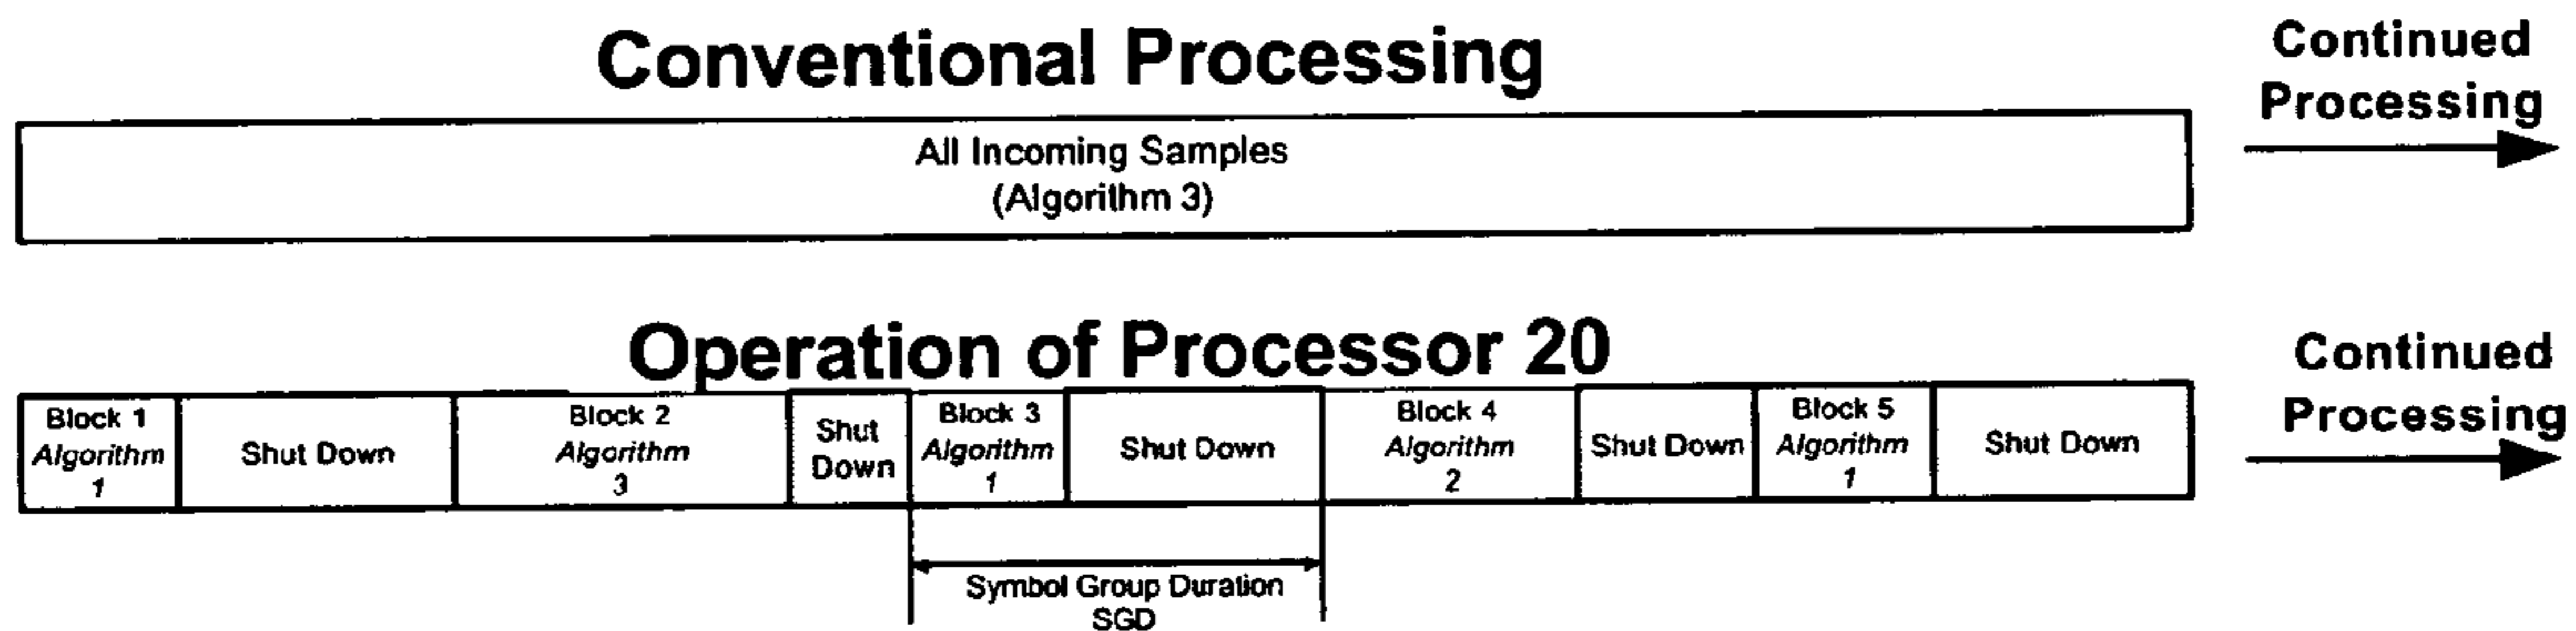 Conventional Processing
Continued
Processing
All Incoming Samples
(Algorithm 3)
Operation of Processor 20
Continued
Processing
Block 1
Algorithm
1
Shut Down
Block 2
Algorithm
3
Shut
Down
Block 3
Algorithm
1
Shut Down
Block 4
Algorithm
2
Shut Down
Block 5
Algorithm
1
Shut Down
Symbol Group Duration
SGD